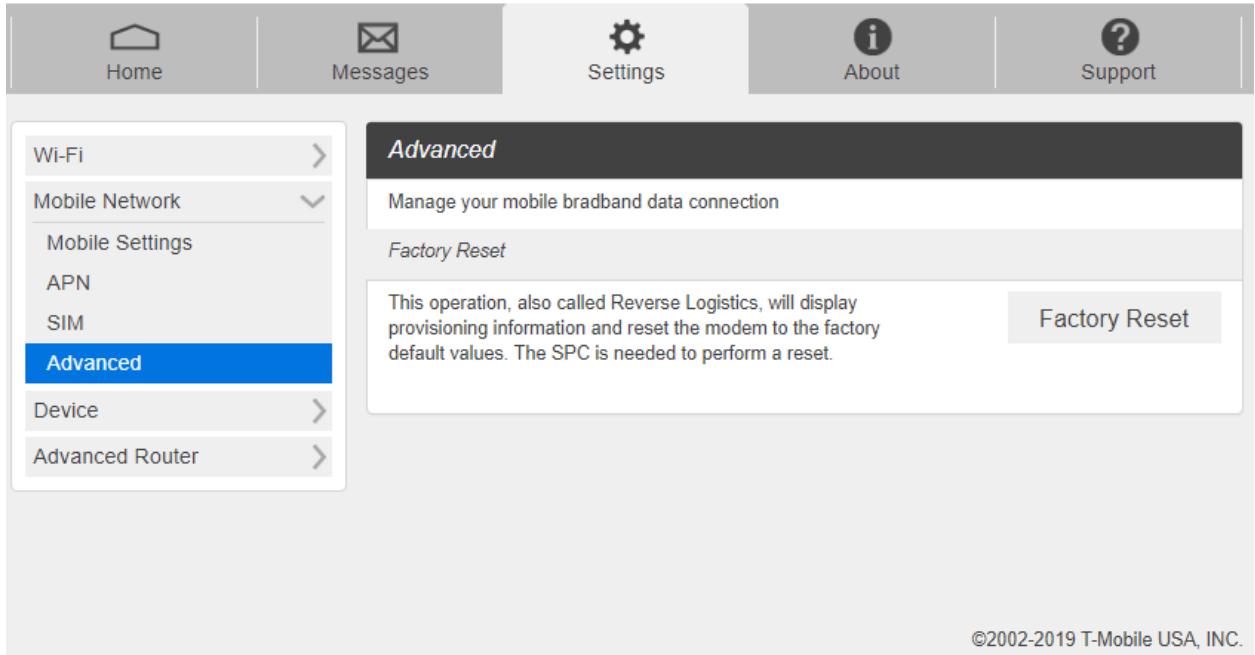 Home
Messages
Settings
About
Support
Wi-Fi
Mobile Network
Mobile Settings
APN
SIM
Advanced
Device
Advanced Router
Advanced
Manage your mobile bradband data connection
Factory Reset
This operation, also called Reverse Logistics, will display
provisioning information and reset the modem to the factory
default values. The SPC is needed to perform a reset.
Factory Reset
©2002-2019 T-Mobile USA, INC.